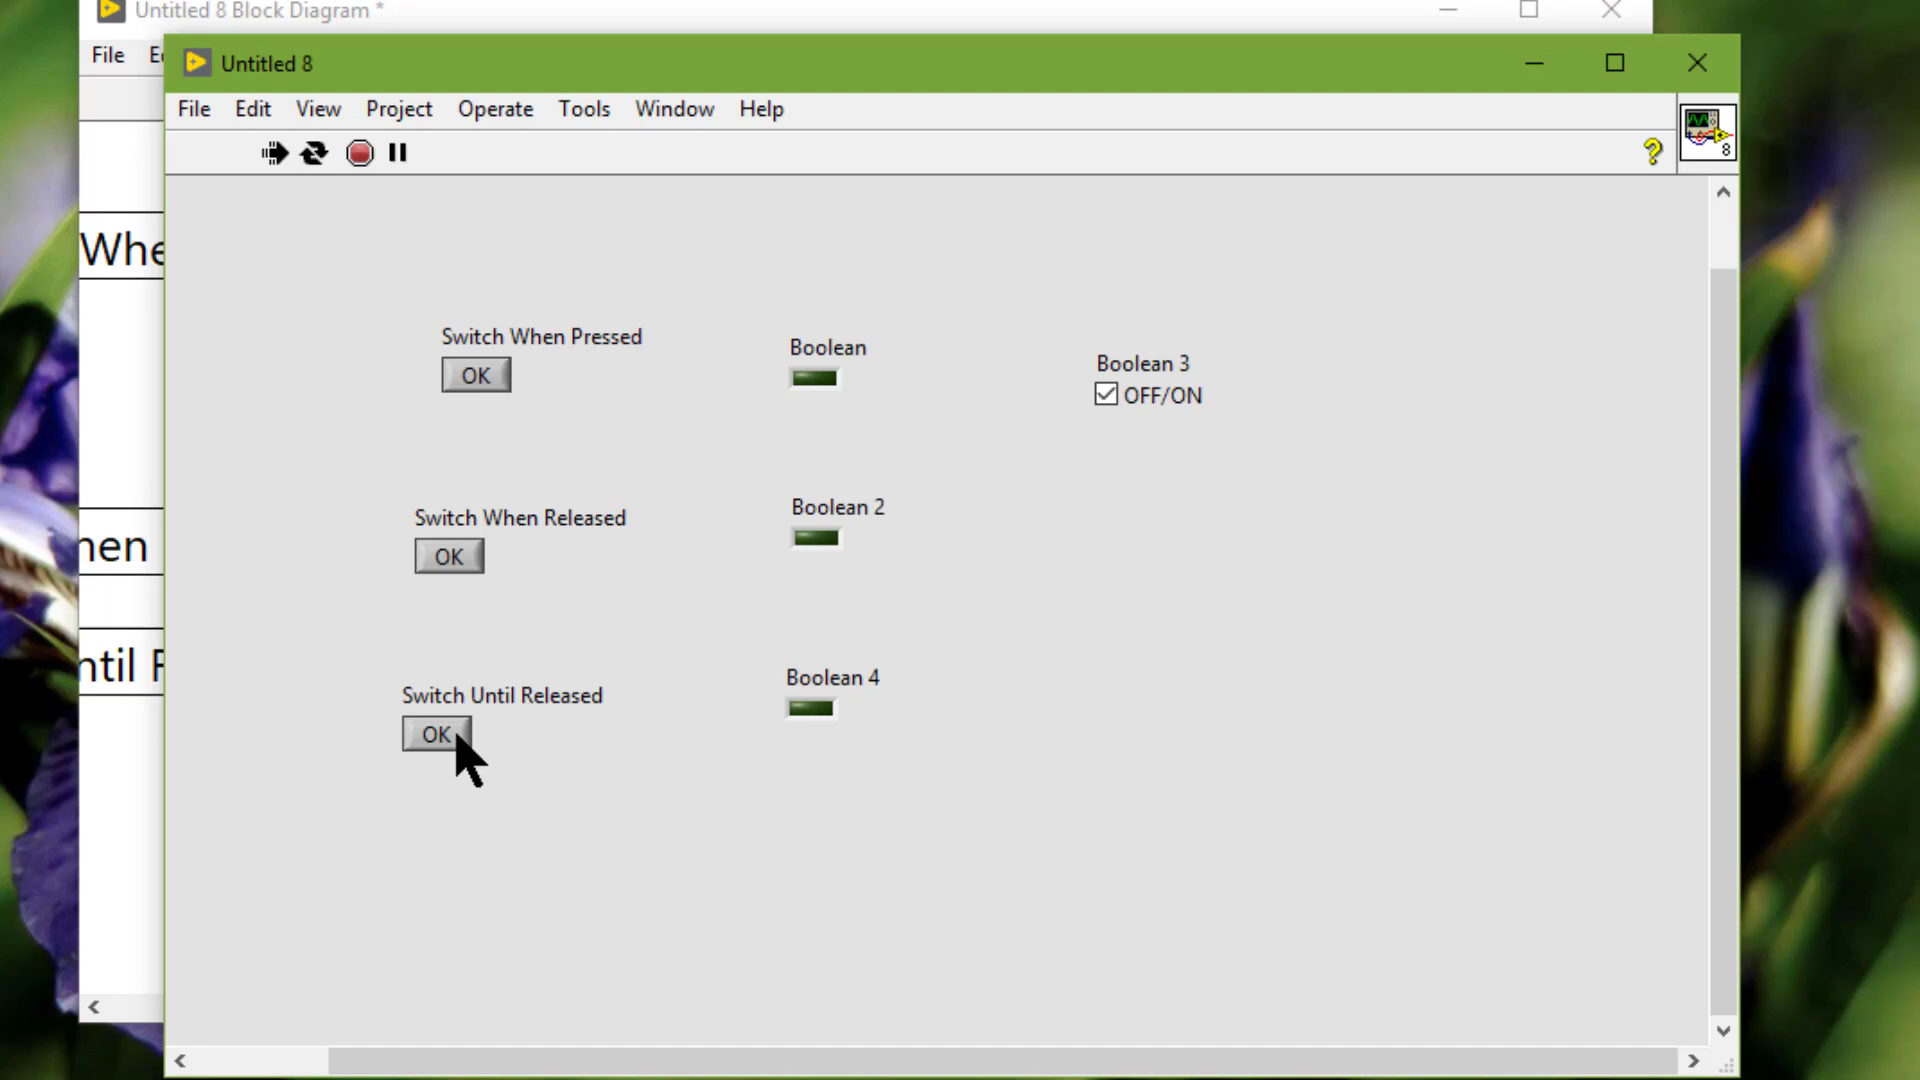 Untitled 8 Block Diagram *
File
Untitled 8
File Edit View Project Operate Tools Window Help
8
Whe
Switch When Pressed
OK
Boolean
Boolean 3
OFF/ON
Switch When Released
OK
Boolean 2
hen
ntil
Switch Until Released
OK
Boolean 4